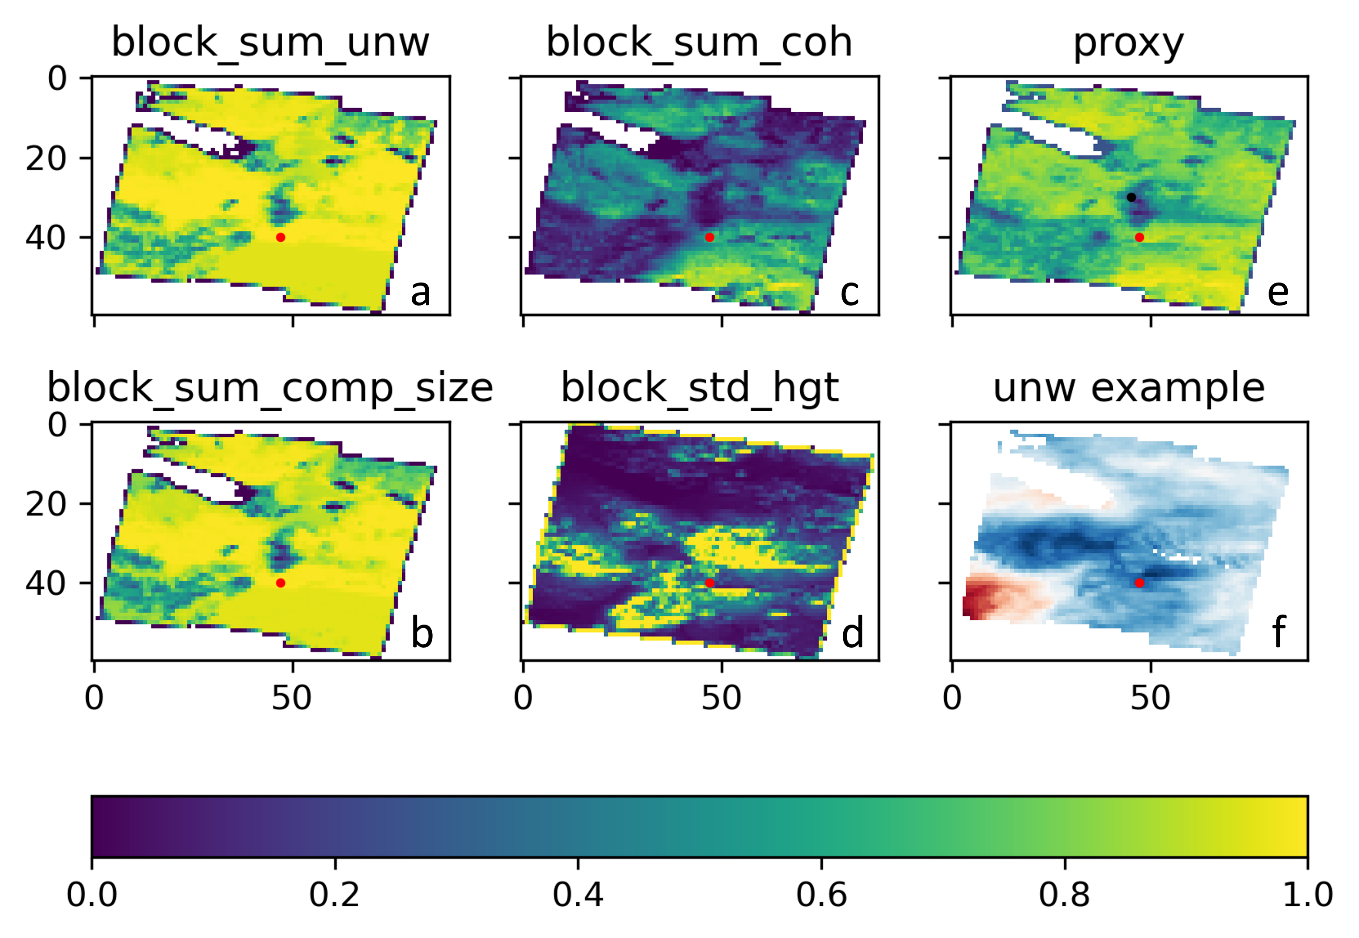 block_sum_unw block_sum_coh proxy
0
20
40
a c e
block_sum_comp_size block_std_hgt unw example
0
20
40
b d f
0 50 0 50 0 50
0.0 0.2 0.4 0.6 0.8 1.0